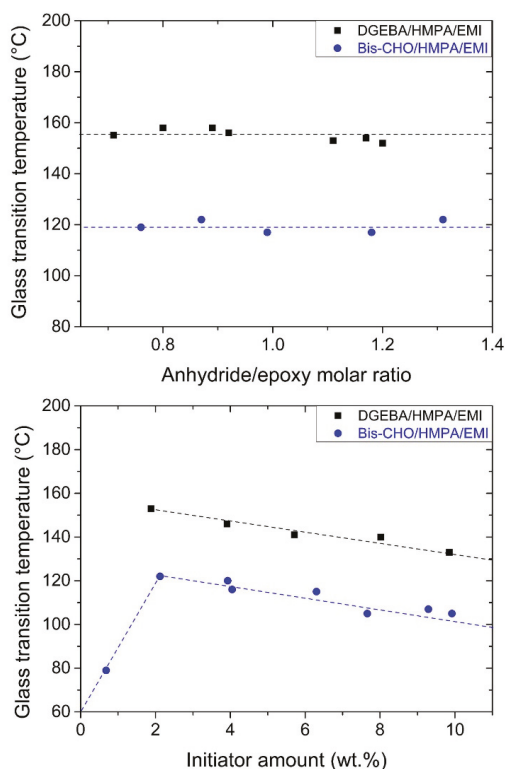 200
180
160
140
120
100
80
Glass transition temperature (°C)
DGEBA/HMPA/EMI
Bis-CHO/HMPA/EMI
0.8 1.0 1.2 1.4
Anhydride/epoxy molar ratio
200
180
160
140
120
100
80
60
Glass transition temperature (°C)
DGEBA/HMPA/EMI
Bis-CHO/HMPA/EMI
0 2 4 6 8 10
Initiator amount (wt.%)